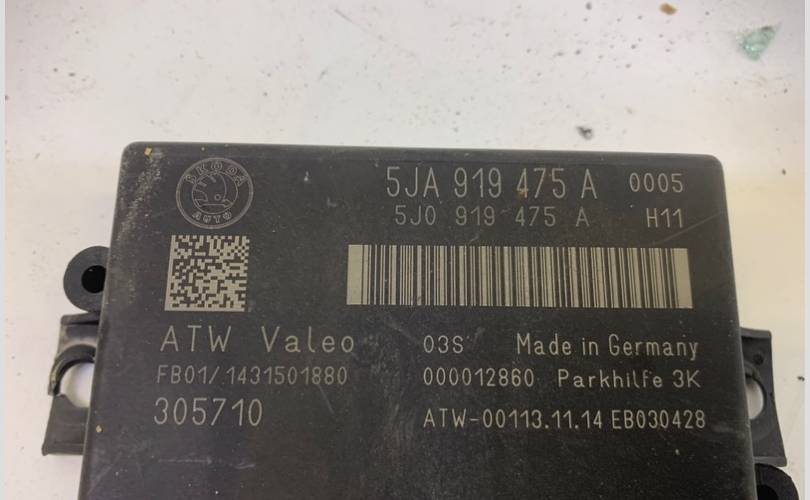 ŠKODA AUTO
5JA 919 475 A 0005
5J0 919 475 A H11
ATW Valeo 03S Made in Germany
FB01/1431501880 000012860 Parkhilfe 3K
305710 ATW-00113.11.14 EB030428